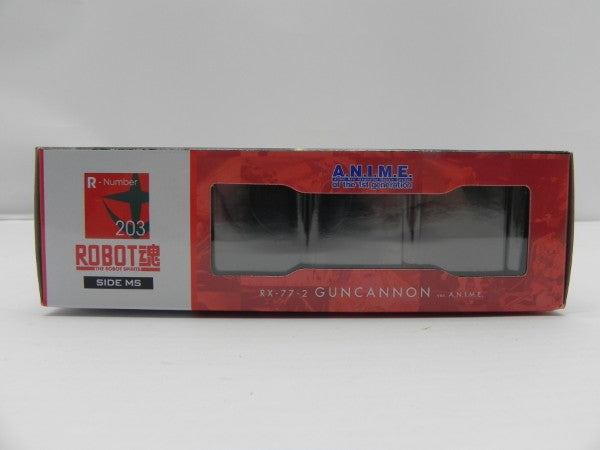 R - Number
203
ROBOT魂
THE ROBOT SPIRITS
SIDE MS
A.N.I.M.E.
of the 1st generation
RX-77-2 GUNCANNON ver. A.N.I.M.E.